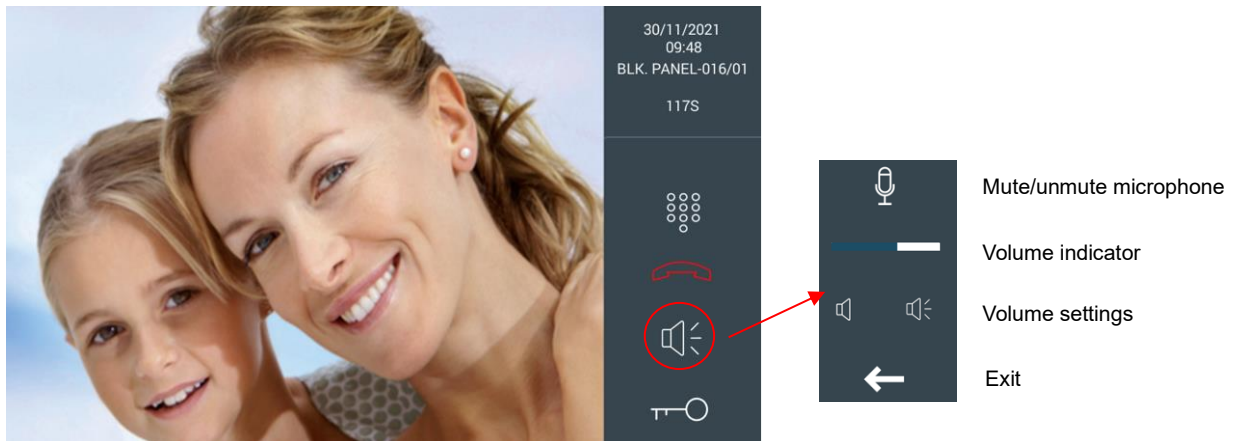 30/11/2021
09:48
BLK. PANEL-016/01
117S
Mute/unmute microphone
Volume indicator
Volume settings
Exit